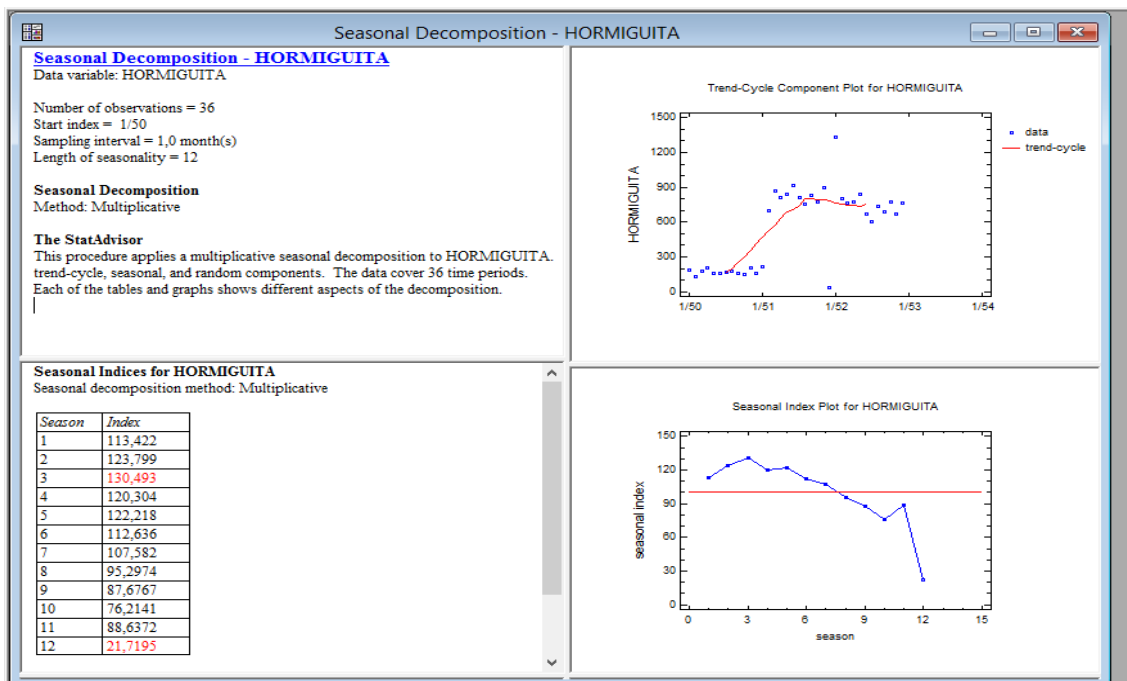 Seasonal Decomposition - HORMIGUITA
Seasonal Decomposition - HORMIGUITA
Data variable: HORMIGUITA
Number of observations = 36
Start index = 1/50
Sampling interval = 1,0 month(s)
Length of seasonality = 12
Seasonal Decomposition
Method: Multiplicative
The StatAdvisor
This procedure applies a multiplicative seasonal decomposition to HORMIGUITA.
trend-cycle, seasonal, and random components. The data cover 36 time periods.
Each of the tables and graphs shows different aspects of the decomposition.
Trend-Cycle Component Plot for HORMIGUITA
HORMIGUITA
1500
1200
900
600
300
0
1/50 1/51 1/52 1/53 1/54
data
trend-cycle
Seasonal Indices for HORMIGUITA
Seasonal decomposition method: Multiplicative
Season Index
1 113,422
2 123,799
3 130,493
4 120,304
5 122,218
6 112,636
7 107,582
8 95,2974
9 87,6767
10 76,2141
11 88,6372
12 21,7195
Seasonal Index Plot for HORMIGUITA
seasonal index
150
120
90
60
30
0
0 3 6 9 12 15
season